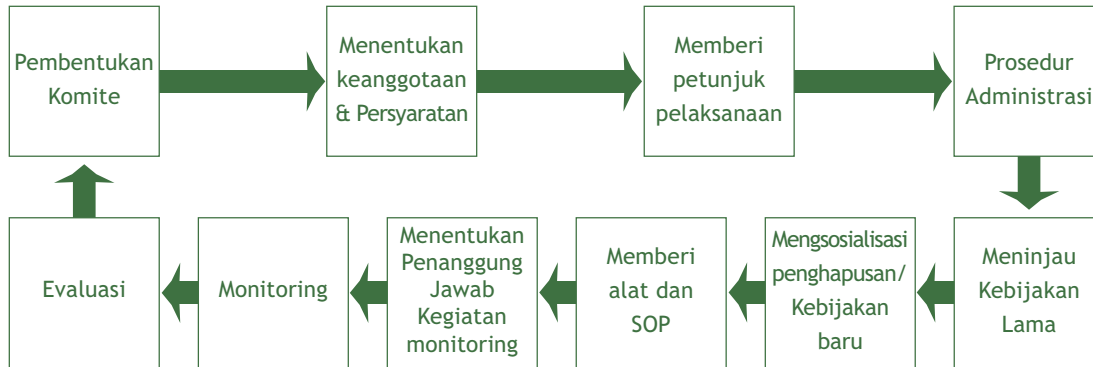 Pembentukan
Komite
Menentukan
keanggotaan
& Persyaratan
Memberi
petunjuk
pelaksanaan
Prosedur
Administrasi
Evaluasi
Monitoring
Menentukan
Penanggung
Jawab
Kegiatan
monitoring
Memberi
alat dan
SOP
Mengsosialisasi
penghapusan/
Kebijakan
baru
Meninjau
Kebijakan
Lama